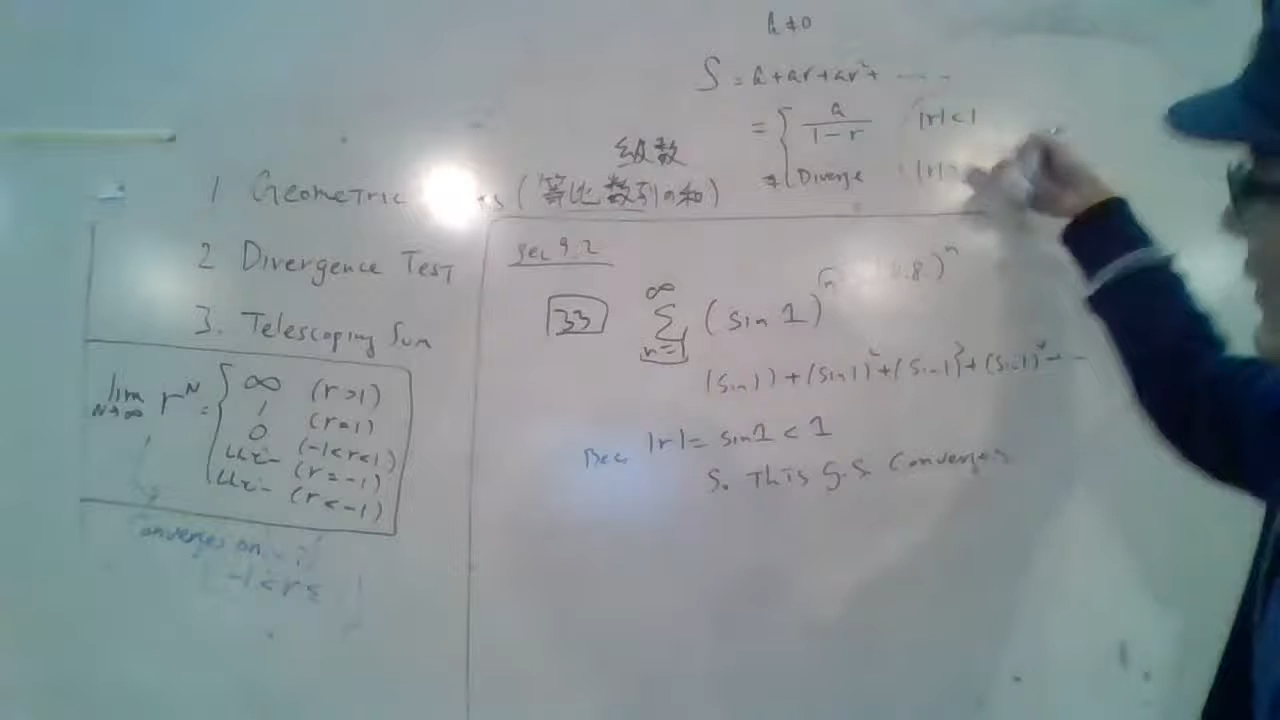 a ≠ 0
S = a + ar + ar² + ....
= { a/(1-r) |r|<1
Diverge |r|
级数
1 Geometric (等比数列の和)
2 Divergence Test
3. Telescoping Sum
lim N→∞ r^N = { ∞ (r>1)
1 (r=1)
0 (-1<r<1)
(r=-1)
(r<-1)
Converges on
-1<r≤
Sec 9.2
33 ∞ Σ n=1 (sin 1)^n
(sin 1) + (sin 1)² + (sin 1)³ + (sin 1)⁴ + ...
|r| = sin 1 < 1
So This G.S. Converges